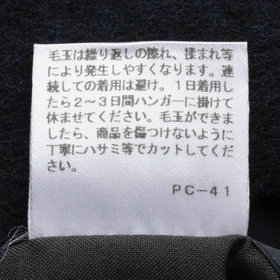 毛玉は繰り返しの擦れ、揉まれ等
により発生しやすくなります。連
続しての着用は避け。1日着用し
たら2~3日間ハンガーに掛けて
休ませてください。毛玉ができま
したら、商品を傷つけないように
丁寧にハサミ等でカットしてくだ
さい。
PC-41